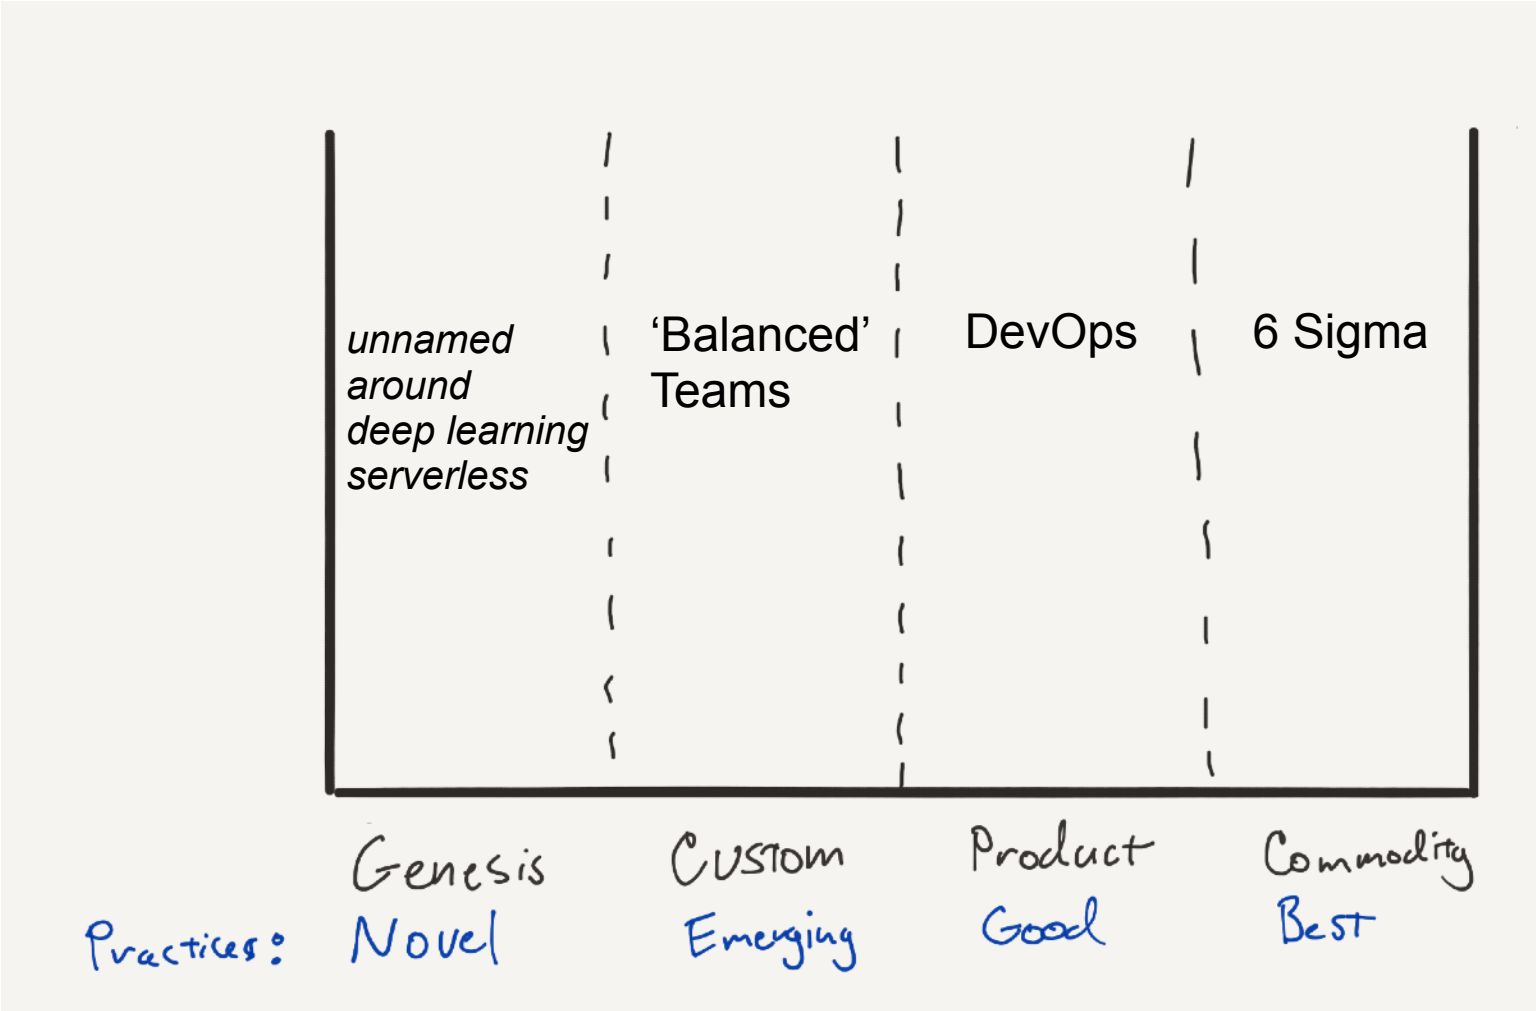 unnamed
around
deep learning
serverless
‘Balanced’
Teams
DevOps
6 Sigma
Genesis Custom Product Commodity
Practices: Novel Emerging Good Best